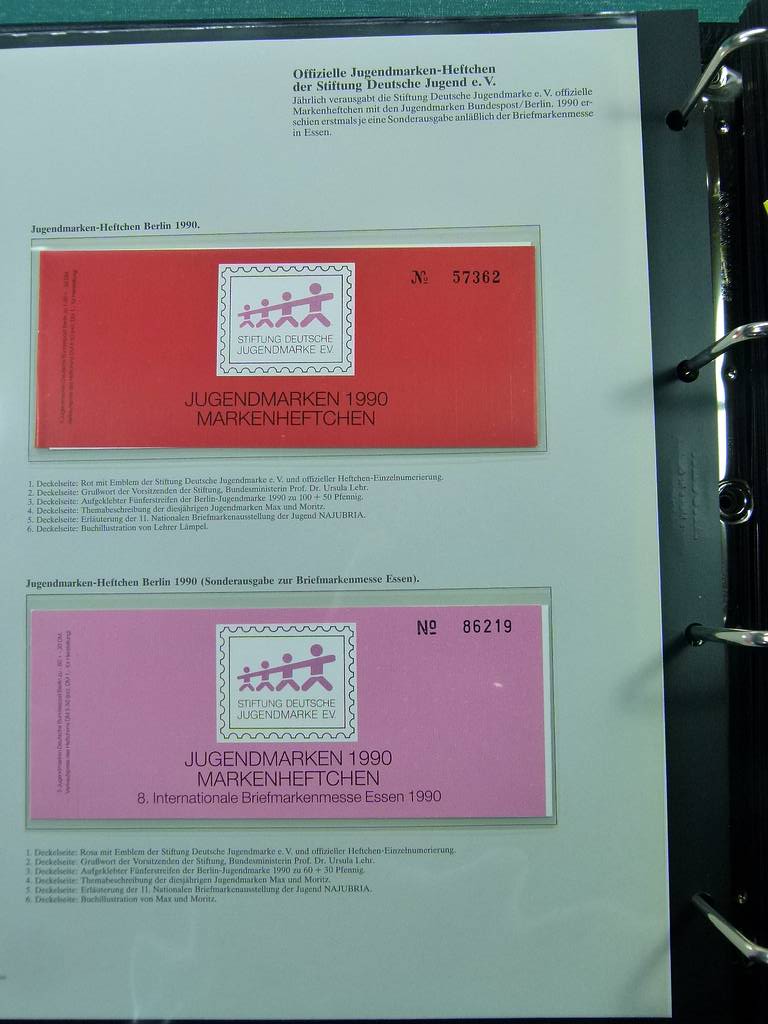 Offizielle Jugendmarken-Heftchen
der Stiftung Deutsche Jugend e. V.
Jährlich verausgabt die Stiftung Deutsche Jugendmarke e. V. offizielle
Markenheftchen mit den Jugendmarken Bundespost/Berlin. 1990 er-
schien erstmals je eine Sonderausgabe anläßlich der Briefmarkenmesse
in Essen.
Jugendmarken-Heftchen Berlin 1990.
№ 57362
STIFTUNG DEUTSCHE
JUGENDMARKE EV.
JUGENDMARKEN 1990
MARKENHEFTCHEN
1. Deckelseite: Rot mit Emblem der Stiftung Deutsche Jugendmarke e. V. und offizieller Heftchen-Einzelnumerierung.
2. Deckelseite: Grußwort der Vorsitzenden der Stiftung, Bundesministerin Prof. Dr. Ursula Lehr.
3. Deckelseite: Aufgeklebter Fünferstreifen der Berlin-Jugendmarke 1990 zu 100 + 50 Pfennig.
4. Deckelseite: Themabeschreibung der diesjährigen Jugendmarken Max und Moritz.
5. Deckelseite: Erläuterung der 11. Nationalen Briefmarkenausstellung der Jugend NAJUBRIA.
6. Deckelseite: Buchillustration von Lehrer Lämpel.
Jugendmarken-Heftchen Berlin 1990 (Sonderausgabe zur Briefmarkenmesse Essen).
№ 86219
STIFTUNG DEUTSCHE
JUGENDMARKE EV.
JUGENDMARKEN 1990
MARKENHEFTCHEN
8. Internationale Briefmarkenmesse Essen 1990
1. Deckelseite: Rosa mit Emblem der Stiftung Deutsche Jugendmarke e. V. und offizieller Heftchen-Einzelnumerierung.
2. Deckelseite: Grußwort der Vorsitzenden der Stiftung, Bundesministerin Prof. Dr. Ursula Lehr.
3. Deckelseite: Aufgeklebter Fünferstreifen der Berlin-Jugendmarke 1990 zu 60 + 30 Pfennig.
4. Deckelseite: Themabeschreibung der diesjährigen Jugendmarken Max und Moritz.
5. Deckelseite: Erläuterung der 11. Nationalen Briefmarkenausstellung der Jugend NAJUBRIA.
6. Deckelseite: Buchillustration von Max und Moritz.